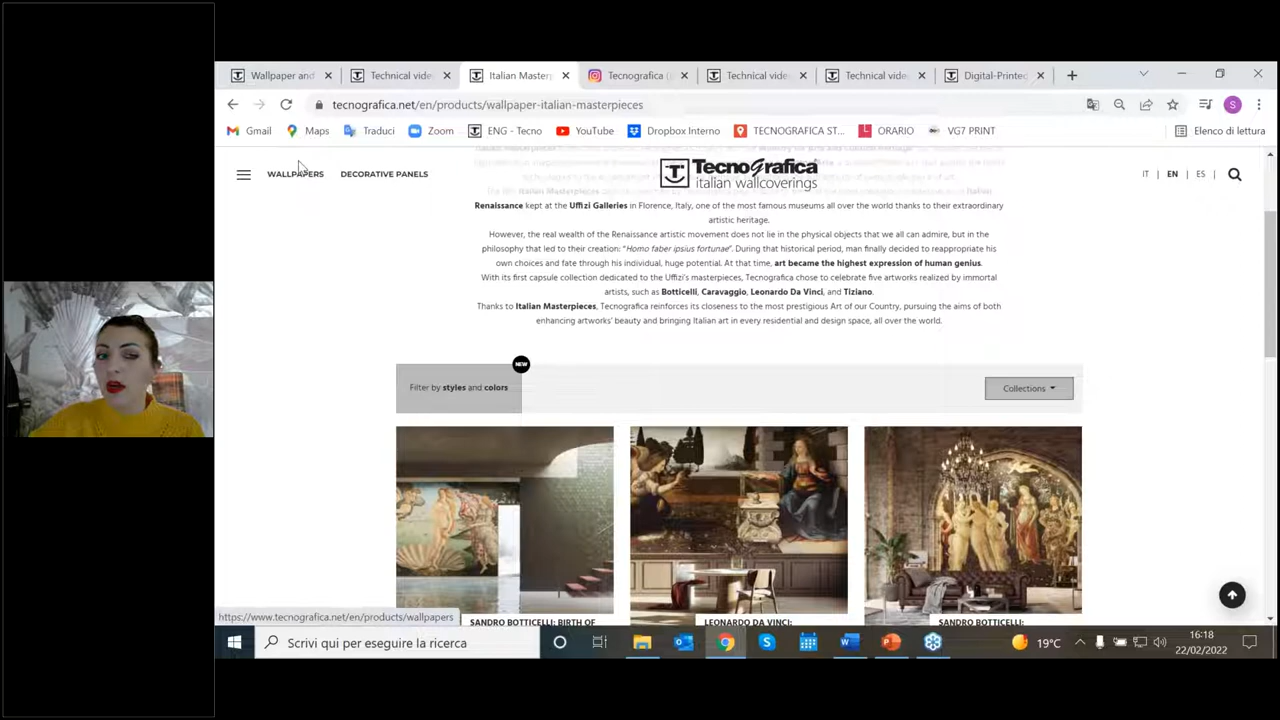 Wallpaper and
Technical vide
Italian Masterp
Tecnografica (
Technical vide
Technical vide
Digital-Printed
tecnografica.net/en/products/wallpaper-italian-masterpieces
Gmail
Maps
Traduci
Zoom
ENG - Tecno
YouTube
Dropbox Interno
TECNOGRAFICA ST...
ORARIO
VG7 PRINT
Elenco di lettura
WALLPAPERS
DECORATIVE PANELS
TECNOGRAFICA
italian wallcoverings
IT | EN | ES
Renaissance kept at the Uffizi Galleries in Florence, Italy, one of the most famous museums all over the world thanks to their extraordinary
artistic heritage.
However, the real wealth of the Renaissance artistic movement does not lie in the physical objects that we all can admire, but in the
philosophy that led to their creation: "Homo faber ipsius fortunae". During that historical period, man finally decided to reappropriate his
own choices and fate through his individual, huge potential. At that time, art became the highest expression of human genius.
With its first capsule collection dedicated to the Uffizi's masterpieces, Tecnografica chose to celebrate five artworks realized by immortal
artists, such as Botticelli, Caravaggio, Leonardo Da Vinci, and Tiziano.
Thanks to Italian Masterpieces, Tecnografica reinforces its closeness to the most prestigious Art of our Country, pursuing the aims of both
enhancing artworks' beauty and bringing Italian art in every residential and design space, all over the world.
NEW
Filter by styles and colors
Collections
https://www.tecnografica.net/en/products/wallpapers
SANDRO BOTTICELLI: BIRTH OF
LEONARDO DA VINCI:
SANDRO BOTTICELLI:
Scrivi qui per eseguire la ricerca
19°C
16:18
22/02/2022